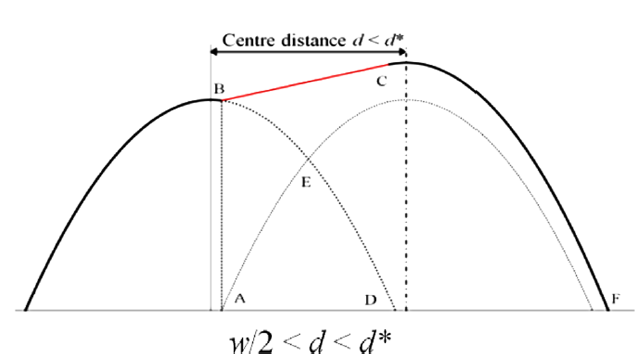 Centre distance d < d*
B
C
E
A
D
F
w/2 < d < d*